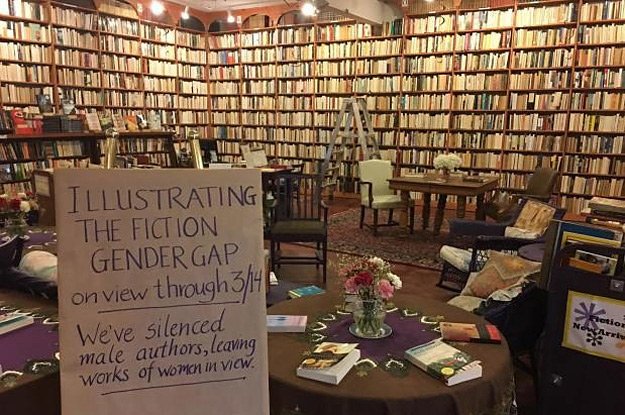 ILLUSTRATING
THE FICTION
GENDER GAP
on view through 3/14
We've silenced
male authors, leaving
works of women in view.
Fiction
New Arriv